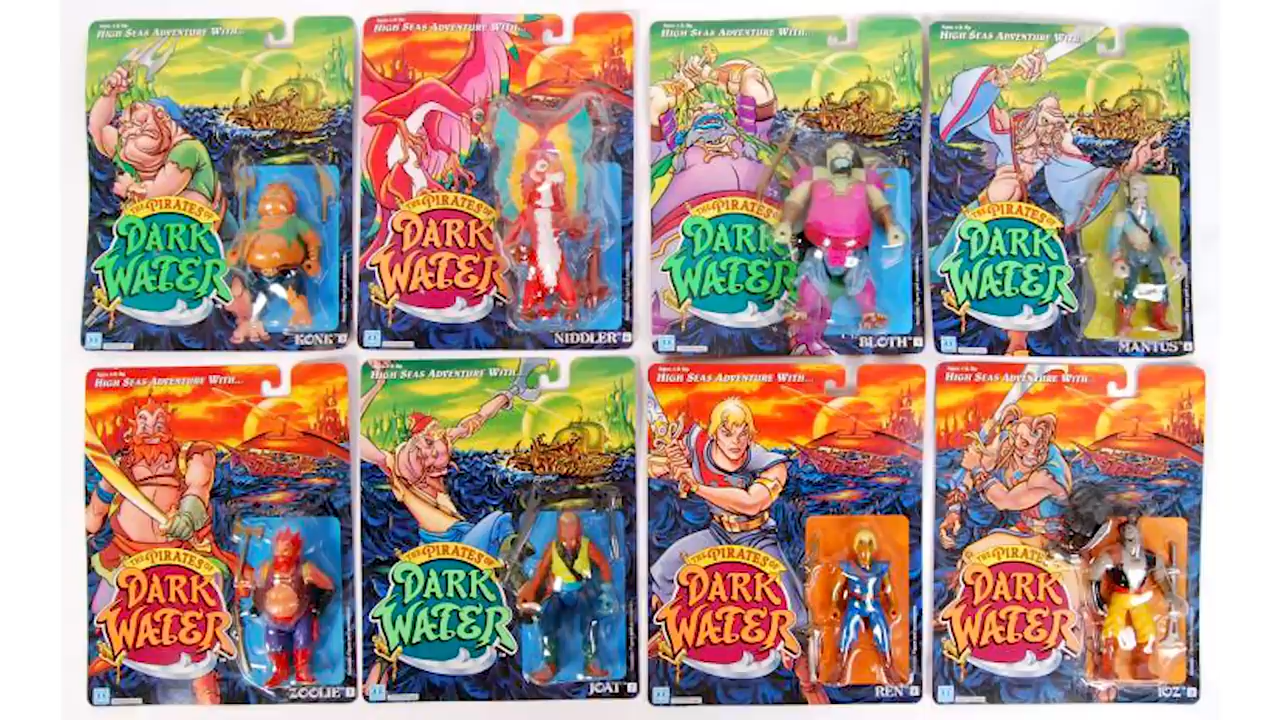 HIGH SEAS ADVENTURE WITH...
THE PIRATES OF
DARK
WATER
KONK
HIGH SEAS ADVENTURE WITH...
THE PIRATES OF
DARK
WATER
NIDDLER
HIGH SEAS ADVENTURE WITH...
THE PIRATES OF
DARK
WATER
BLOTH
HIGH SEAS ADVENTURE WITH
THE PIRATES OF
DARK
WATER
MANTUS
HIGH SEAS ADVENTURE WITH...
THE PIRATES OF
DARK
WATER
ZOOLIE
HIGH SEAS ADVENTURE WITH...
THE PIRATES OF
DARK
WATER
JOAT
HIGH SEAS ADVENTURE WITH...
THE PIRATES OF
DARK
WATER
REN
HIGH SEAS ADVENTURE WITH
THE PIRATES OF
DARK
WATER
IOZ